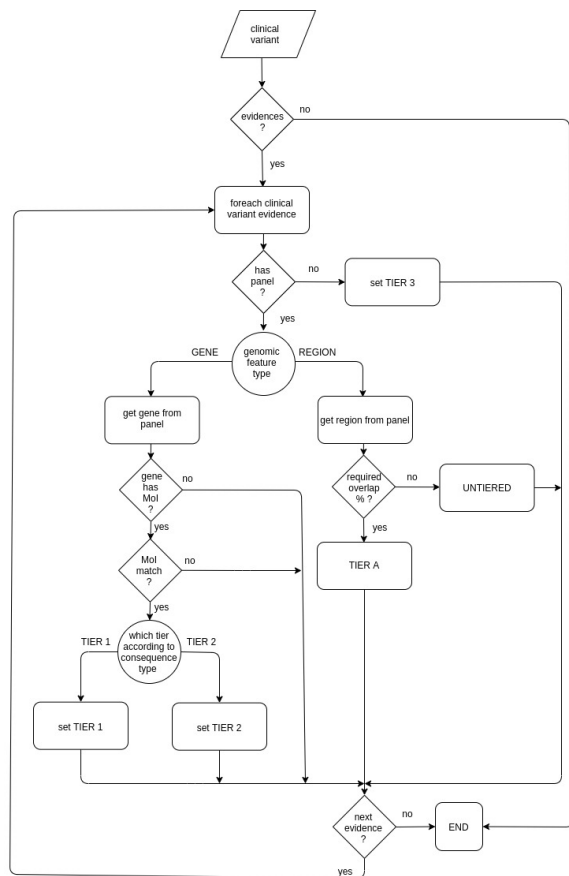 clinical
variant
evidences
?
no
yes
foreach clinical
variant evidence
has
panel
?
no
set TIER 3
yes
GENE
genomic
feature
type
REGION
get gene from
panel
get region from panel
gene
has
MoI
?
no
required
overlap
% ?
no
UNTIERED
yes
yes
MoI
match
?
no
TIER A
yes
TIER 1
which tier
according to
consequence
type
TIER 2
set TIER 1
set TIER 2
next
evidence
?
no
END
yes